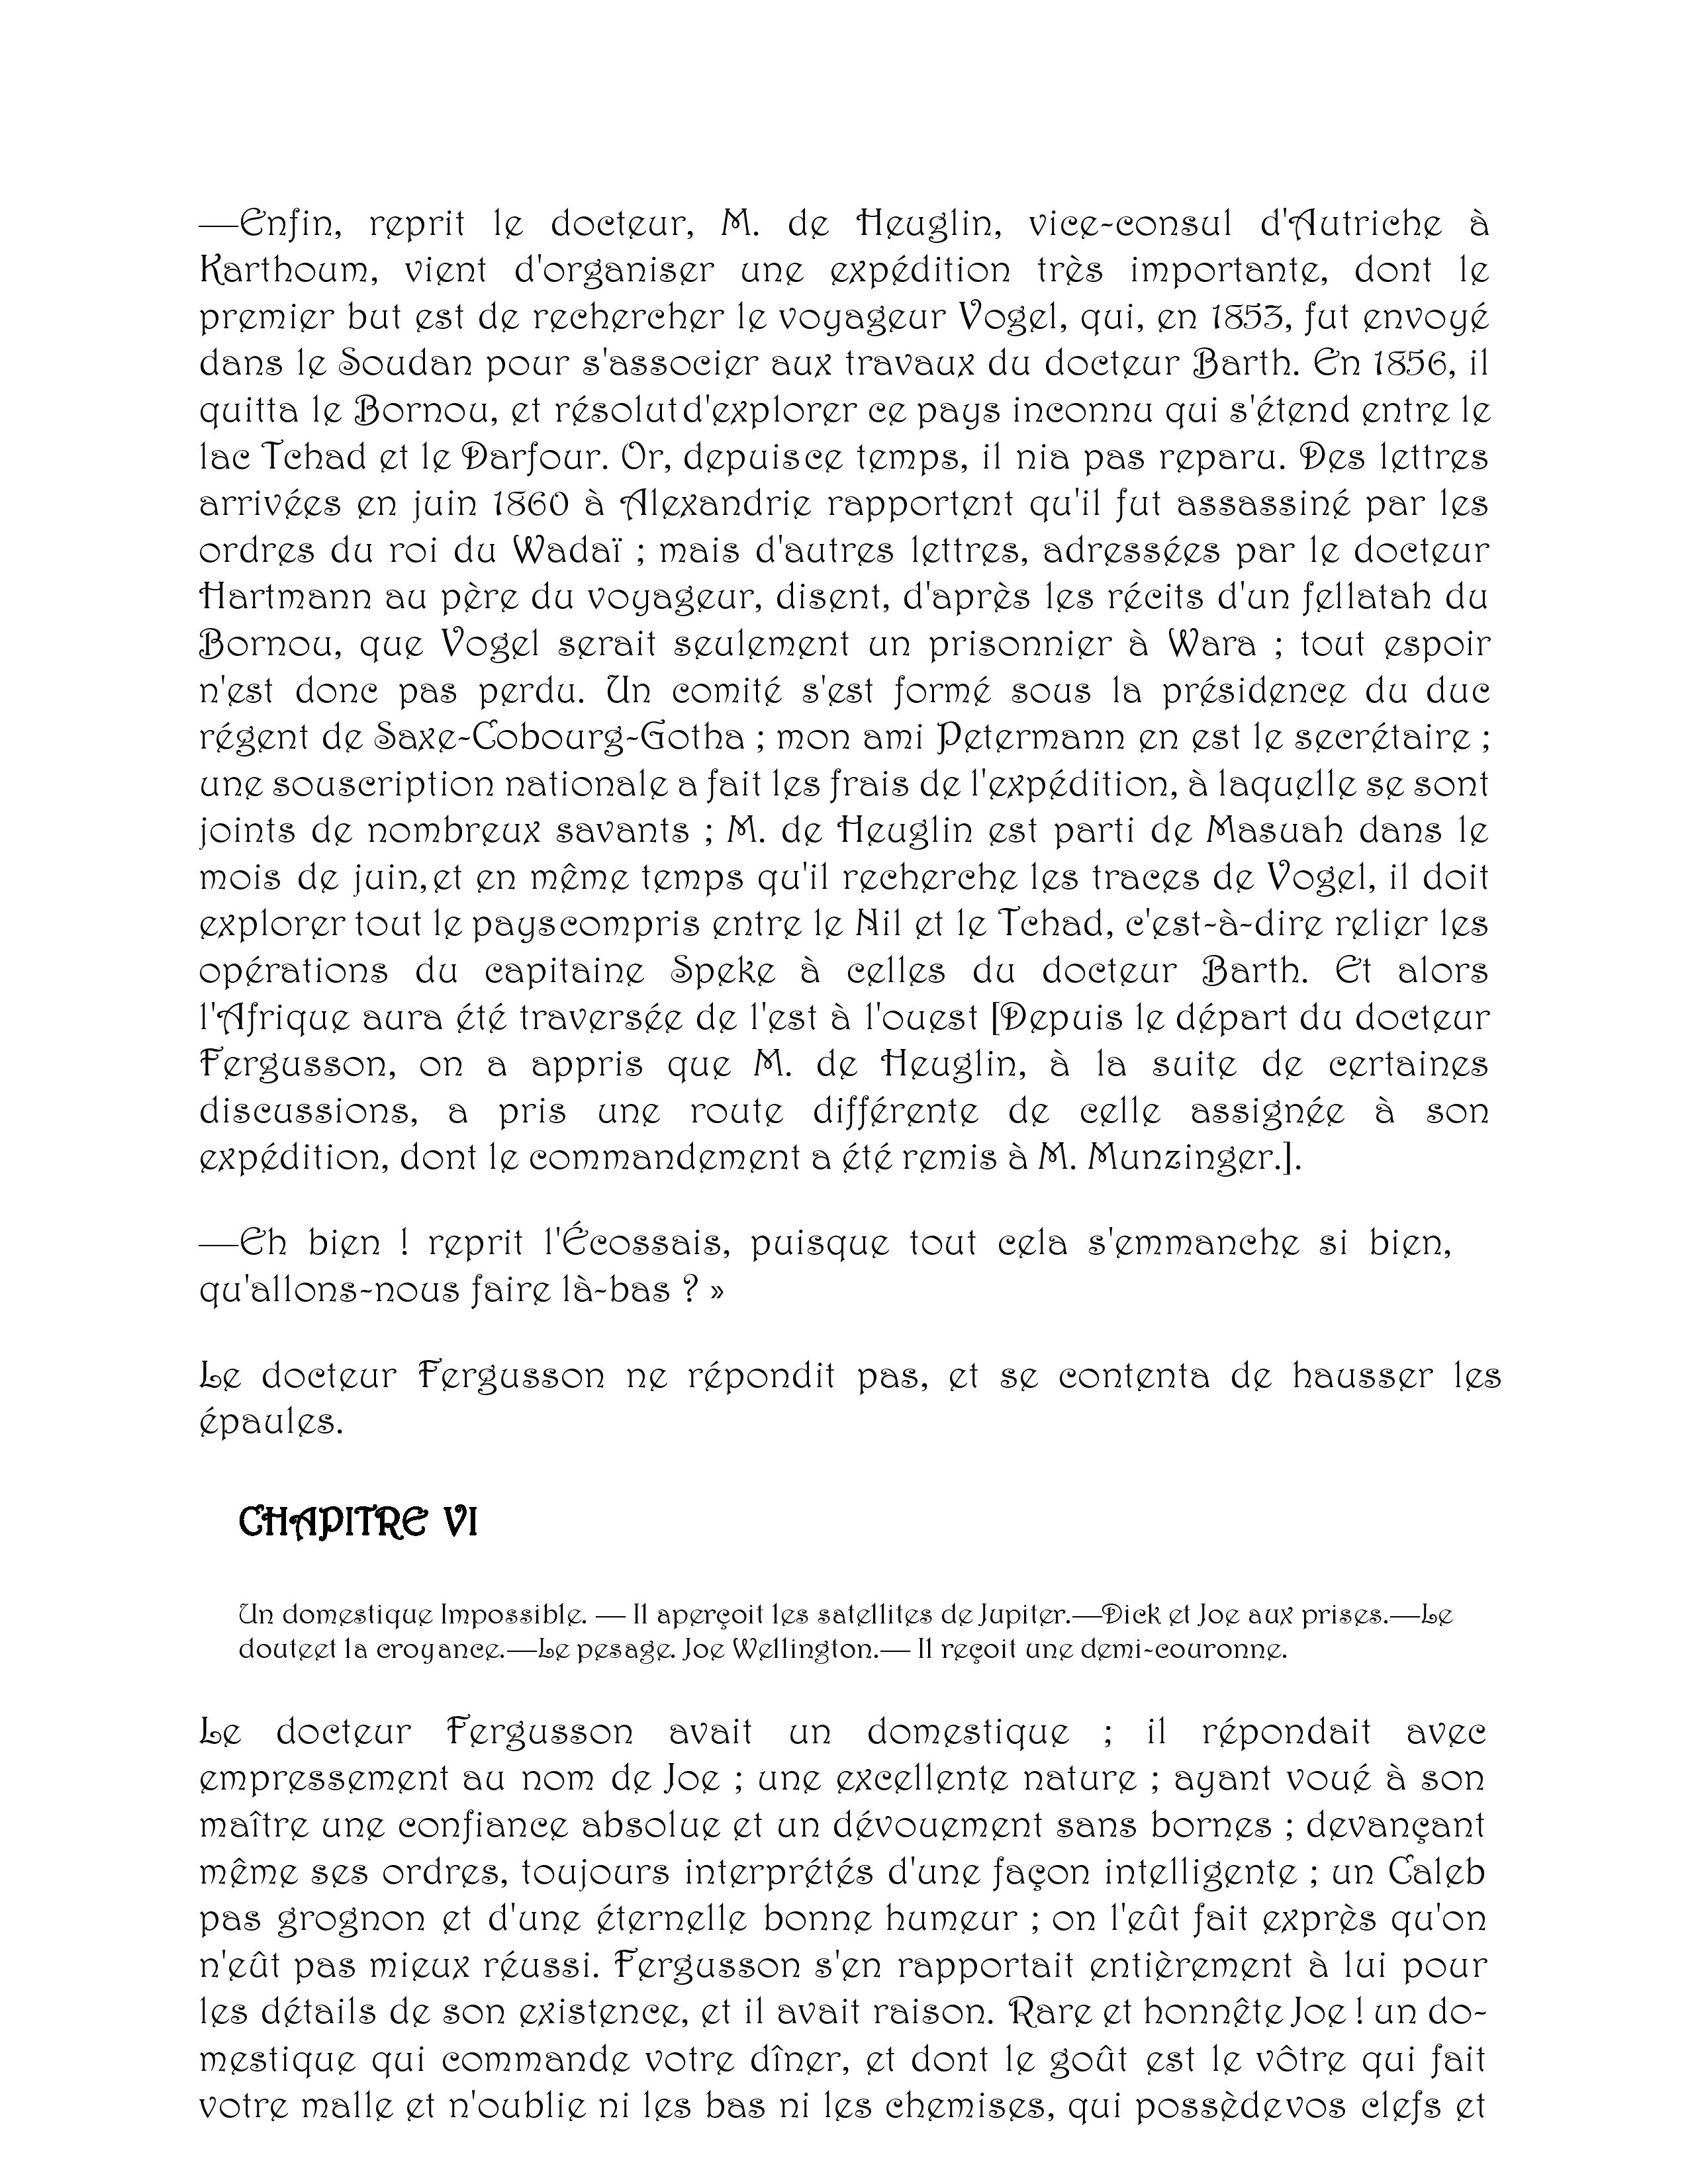 —Enfin, reprit le docteur, M. de Heuglin, vice-consul d'Autriche à
Karthoum, vient d'organiser une expédition très importante, dont le
premier but est de rechercher le voyageur Vogel, qui, en 1853, fut envoyé
dans le Soudan pour s'associer aux travaux du docteur Barth. En 1856, il
quitta le Bornou, et résolut d'explorer ce pays inconnu qui s'étend entre le
lac Tchad et le Darfour. Or, depuis ce temps, il nia pas reparu. Des lettres
arrivées en juin 1860 à Alexandrie rapportent qu'il fut assassiné par les
ordres du roi du Wadaï ; mais d'autres lettres, adressées par le docteur
Hartmann au père du voyageur, disent, d'après les récits d'un fellatah du
Bornou, que Vogel serait seulement un prisonnier à Wara ; tout espoir
n'est donc pas perdu. Un comité s'est formé sous la présidence du duc
régent de Saxe-Cobourg-Gotha ; mon ami Petermann en est le secrétaire ;
une souscription nationale a fait les frais de l'expédition, à laquelle se sont
joints de nombreux savants ; M. de Heuglin est parti de Masuah dans le
mois de juin, et en même temps qu'il recherche les traces de Vogel, il doit
explorer tout le pays compris entre le Nil et le Tchad, c'est-à-dire relier les
opérations du capitaine Speke à celles du docteur Barth. Et alors
l'Afrique aura été traversée de l'est à l'ouest [Depuis le départ du docteur
Fergusson, on a appris que M. de Heuglin, à la suite de certaines
discussions, a pris une route différente de celle assignée à son
expédition, dont le commandement a été remis à M. Munzinger.].
—Eh bien ! reprit l'Écossais, puisque tout cela s'emmanche si bien,
qu'allons-nous faire là-bas ? »
Le docteur Fergusson ne répondit pas, et se contenta de hausser les
épaules.
CHAPITRE VI
Un domestique Impossible. — Il aperçoit les satellites de Jupiter.—Dick et Joe aux prises.—Le
douteet la croyance.—Le pesage. Joe Wellington.— Il reçoit une demi-couronne.
Le docteur Fergusson avait un domestique ; il répondait avec
empressement au nom de Joe ; une excellente nature ; ayant voué à son
maître une confiance absolue et un dévouement sans bornes ; devançant
même ses ordres, toujours interprétés d'une façon intelligente ; un Caleb
pas grognon et d'une éternelle bonne humeur ; on l'eût fait exprès qu'on
n'eût pas mieux réussi. Fergusson s'en rapportait entièrement à lui pour
les détails de son existence, et il avait raison. Rare et honnête Joe ! un do-
mestique qui commande votre dîner, et dont le goût est le vôtre qui fait
votre malle et n'oublie ni les bas ni les chemises, qui possède vos clefs et